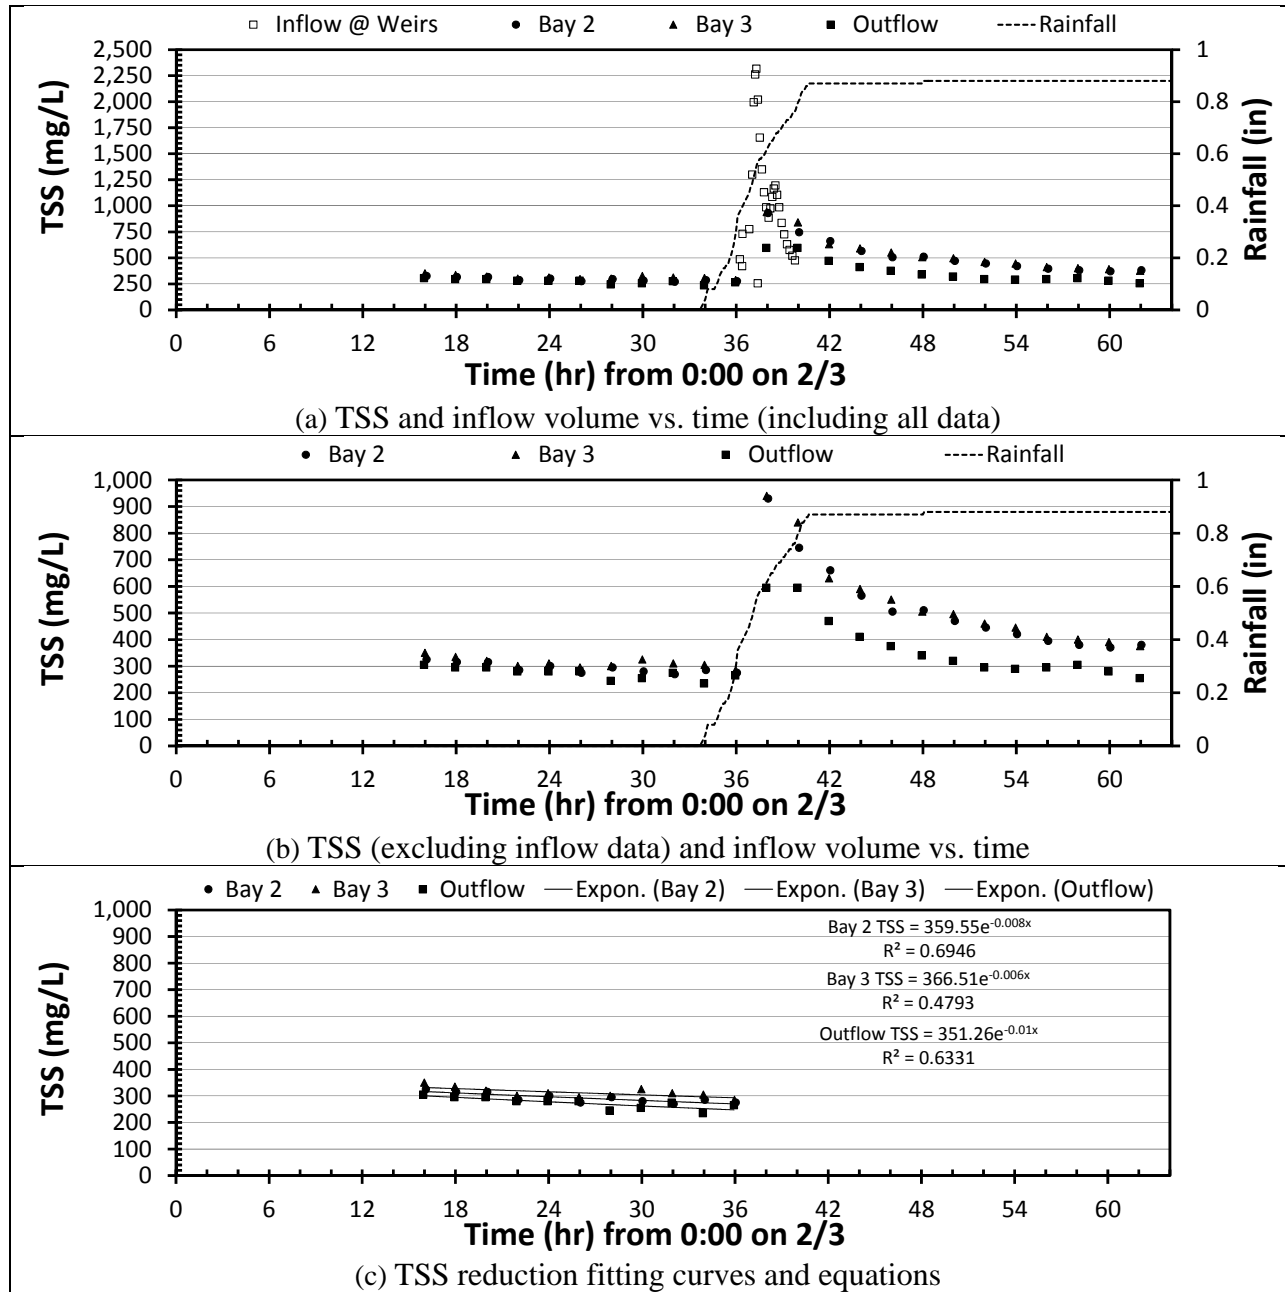 Inflow @ Weirs Bay 2 Bay 3 Outflow Rainfall
2,500
2,250
2,000
1,750
1,500
1,250
1,000
750
500
250
0
TSS (mg/L)
1
0.8
0.6
0.4
0.2
0
Rainfall (in)
0 6 12 18 24 30 36 42 48 54 60
Time (hr) from 0:00 on 2/3
(a) TSS and inflow volume vs. time (including all data)
Bay 2 Bay 3 Outflow Rainfall
1,000
900
800
700
600
500
400
300
200
100
0
TSS (mg/L)
1
0.8
0.6
0.4
0.2
0
Rainfall (in)
0 6 12 18 24 30 36 42 48 54 60
Time (hr) from 0:00 on 2/3
(b) TSS (excluding inflow data) and inflow volume vs. time
Bay 2 Bay 3 Outflow Expon. (Bay 2) Expon. (Bay 3) Expon. (Outflow)
1,000
900
800
700
600
500
400
300
200
100
0
TSS (mg/L)
Bay 2 TSS = 359.55e^-0.008x
R² = 0.6946
Bay 3 TSS = 366.51e^-0.006x
R² = 0.4793
Outflow TSS = 351.26e^-0.01x
R² = 0.6331
0 6 12 18 24 30 36 42 48 54 60
Time (hr) from 0:00 on 2/3
(c) TSS reduction fitting curves and equations